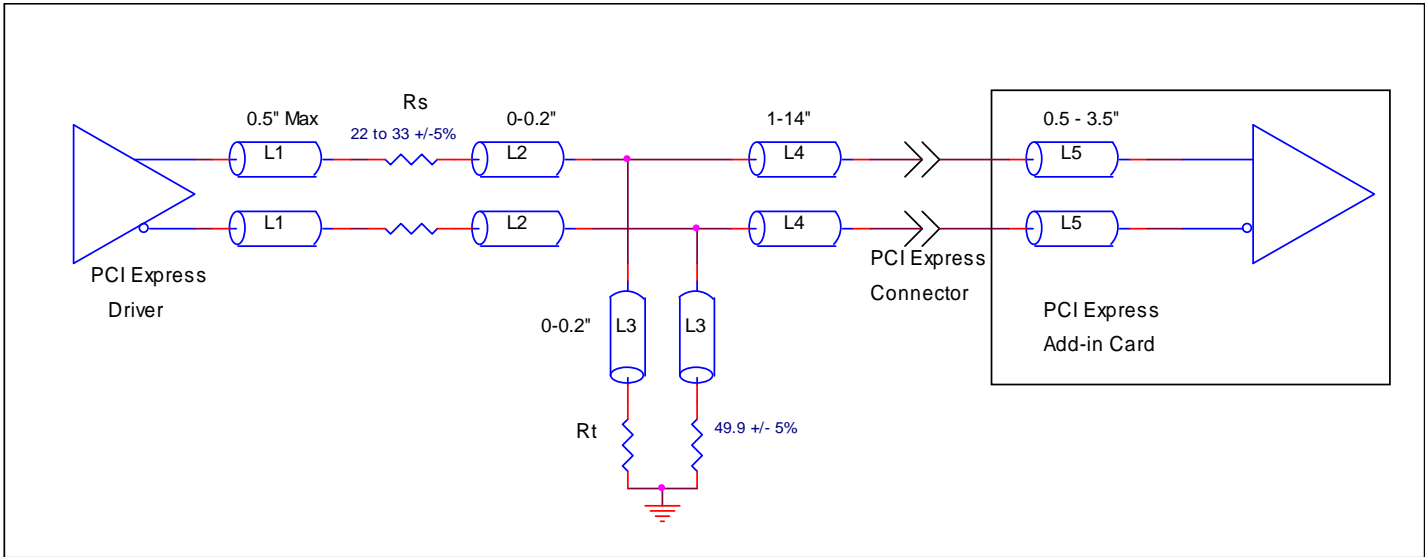 Rs
0.5" Max
22 to 33 +/-5%
0-0.2"
1-14"
0.5 - 3.5"
L1
L2
L4
L5
L1
L2
L4
L5
PCI Express
Driver
PCI Express
Connector
0-0.2"
L3
L3
PCI Express
Add-in Card
Rt
49.9 +/- 5%